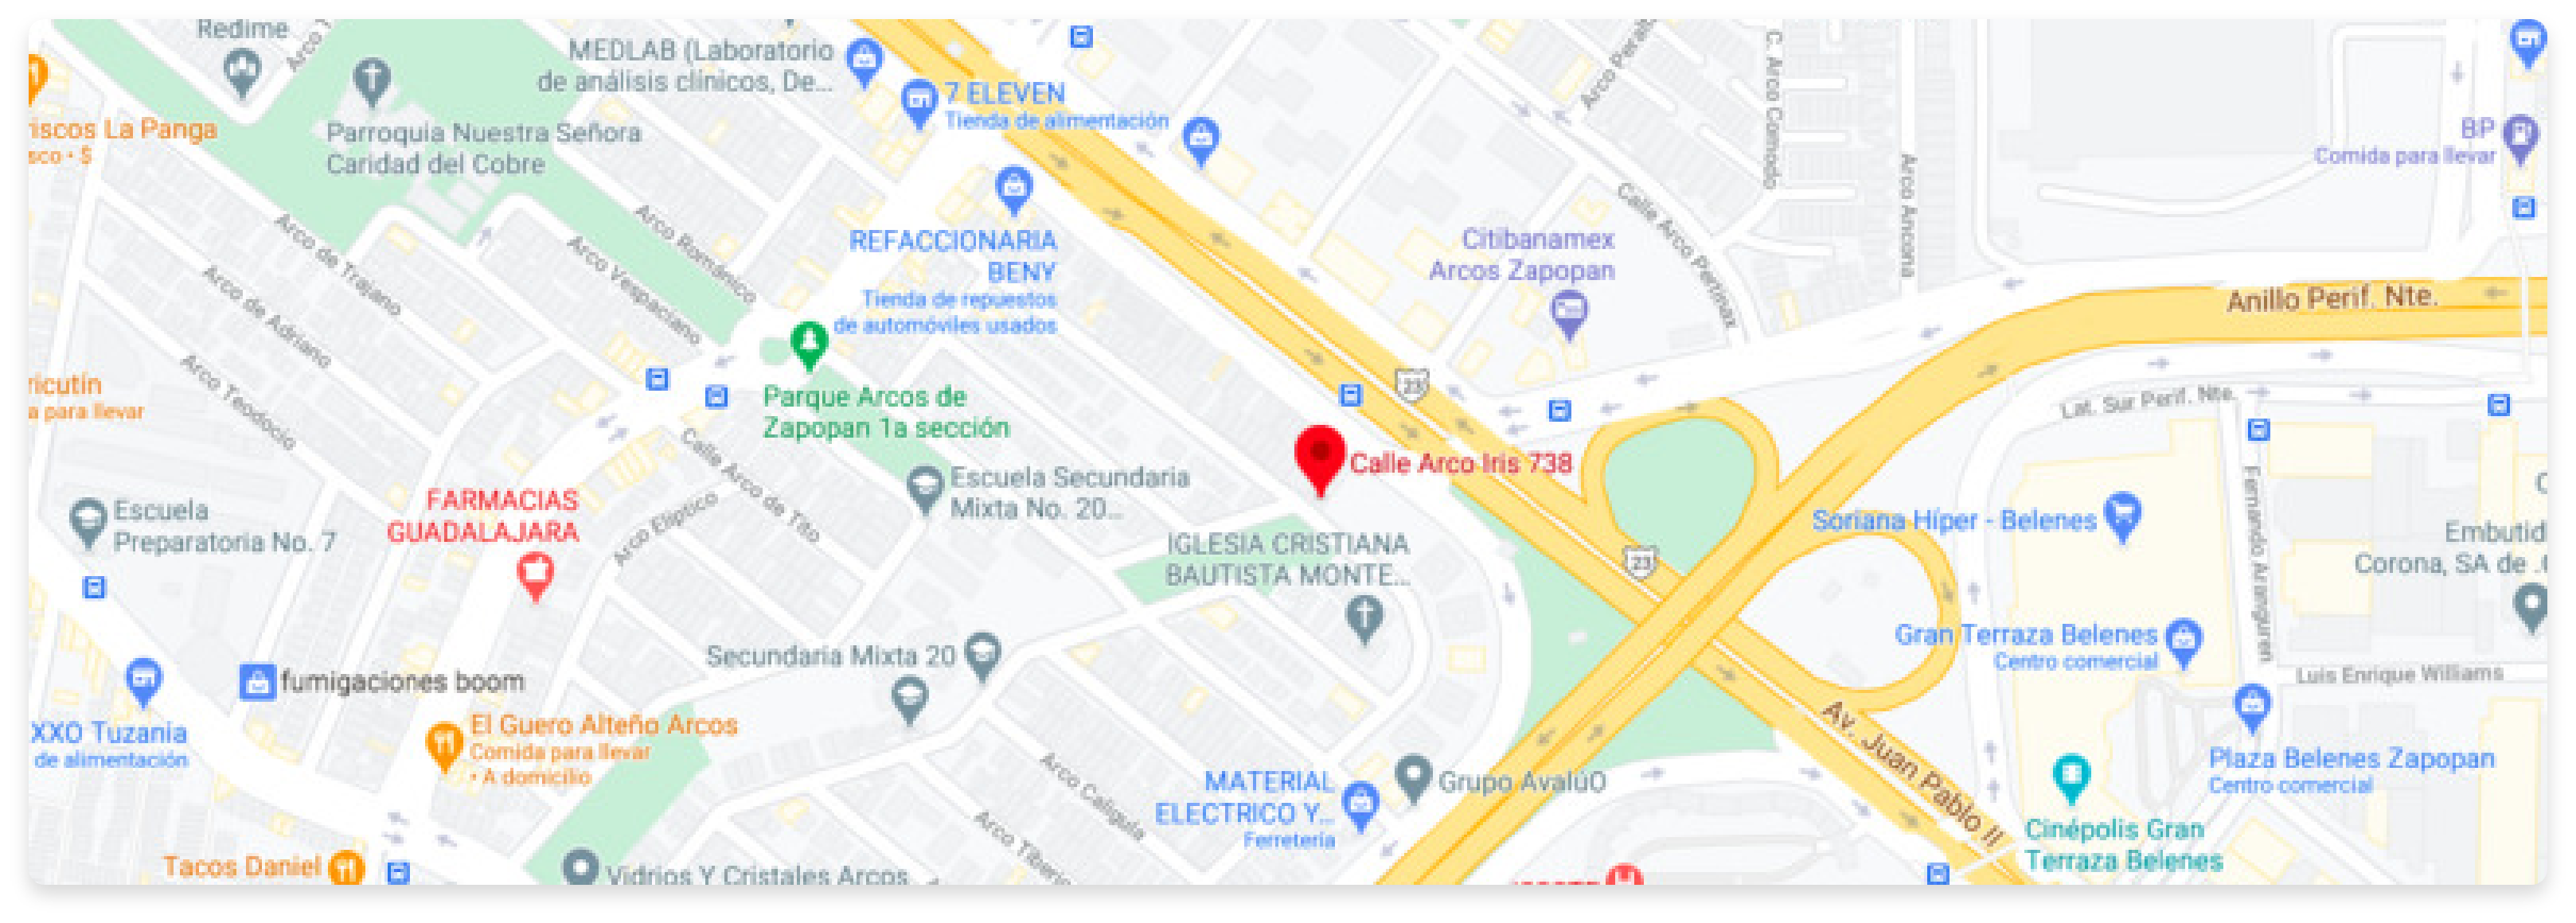 Redime
Arco
MEDLAB (Laboratorio
de análisis clínicos, De...
7 ELEVEN
Tienda de alimentación
Parroquia Nuestra Señora
Caridad del Cobre
iscos La Panga
sco • $
Arco Románico
Arco Vespaciano
Arco de Trajano
Arco de Adriano
Arco Teodocio
REFACCIONARIA
BENY
Tienda de repuestos
de automóviles usados
Citibanamex
Arcos Zapopan
Calle Arco Pertinax
C. Arco Comodo
Arco Ancona
BP
Comida para llevar
Anillo Perif. Nte.
Lat. Sur Perif. Nte.
ricutín
a para llevar
Parque Arcos de
Zapopan 1a sección
23
Calle Arco Iris 738
Calle Arco de Tito
Escuela Secundaria
Mixta No. 20...
FARMACIAS
GUADALAJARA
Arco Eliptico
Escuela
Preparatoria No. 7
IGLESIA CRISTIANA
BAUTISTA MONTE...
23
Soriana Híper - Belenes
Fernando Aranguren
Embutid
Corona, SA de .
Gran Terraza Belenes
Centro comercial
Luis Enrique Williams
Secundaria Mixta 20
fumigaciones boom
XXO Tuzania
de alimentación
El Guero Alteño Arcos
Comida para llevar
• A domicilio
Av. Juan Pablo II
Plaza Belenes Zapopan
Centro comercial
Arco Caligula
MATERIAL
ELECTRICO Y...
Ferretería
Grupo AvalúO
Cinépolis Gran
Terraza Belenes
Arco Tiberio
Tacos Daniel
Vidrios Y Cristales Arcos